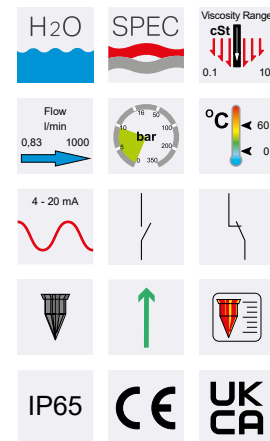 H2O
SPEC
Viscosity Range
cSt
0.1 10
Flow
l/min
0,83 1000
16 50
10 100
bar
5 200
0 350
°C
60
0
4 - 20 mA
IP65
CE
UK
CA